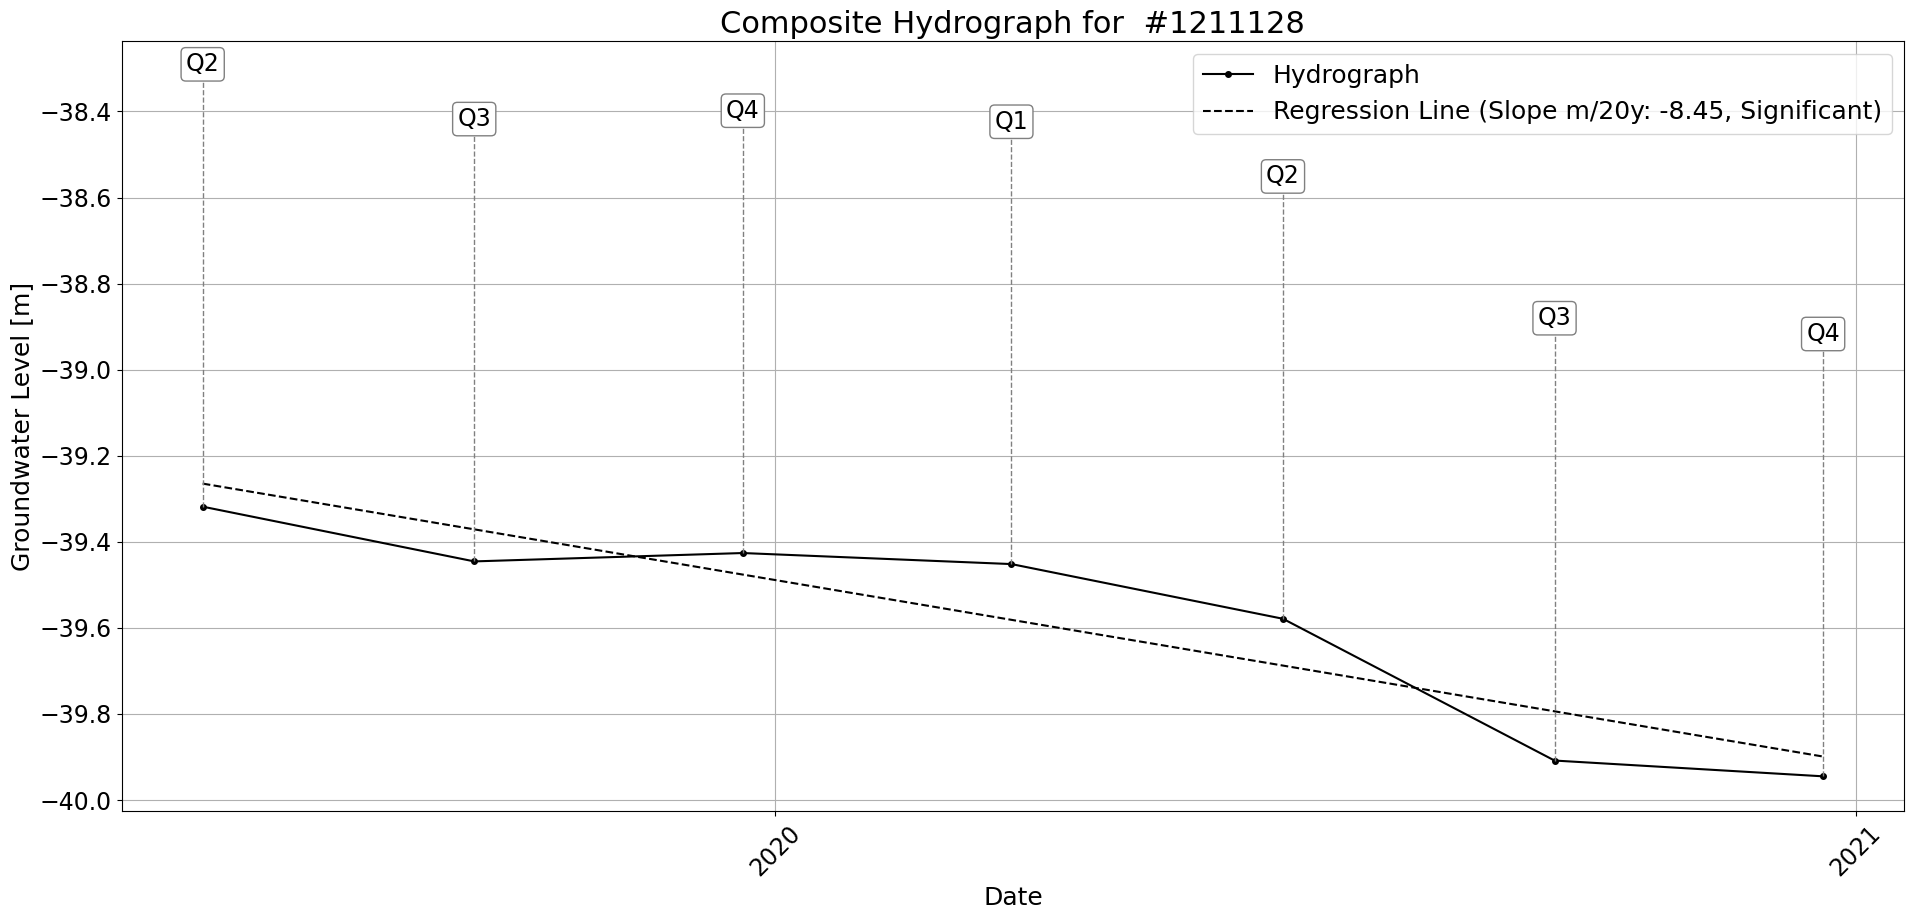 Composite Hydrograph for  #1211128
Hydrograph
Regression Line (Slope m/20y: -8.45, Significant)
Q2
Q3
Q4
Q1
Q2
Q3
Q4
Groundwater Level [m]
−38.4
−38.6
−38.8
−39.0
−39.2
−39.4
−39.6
−39.8
−40.0
2020
2021
Date